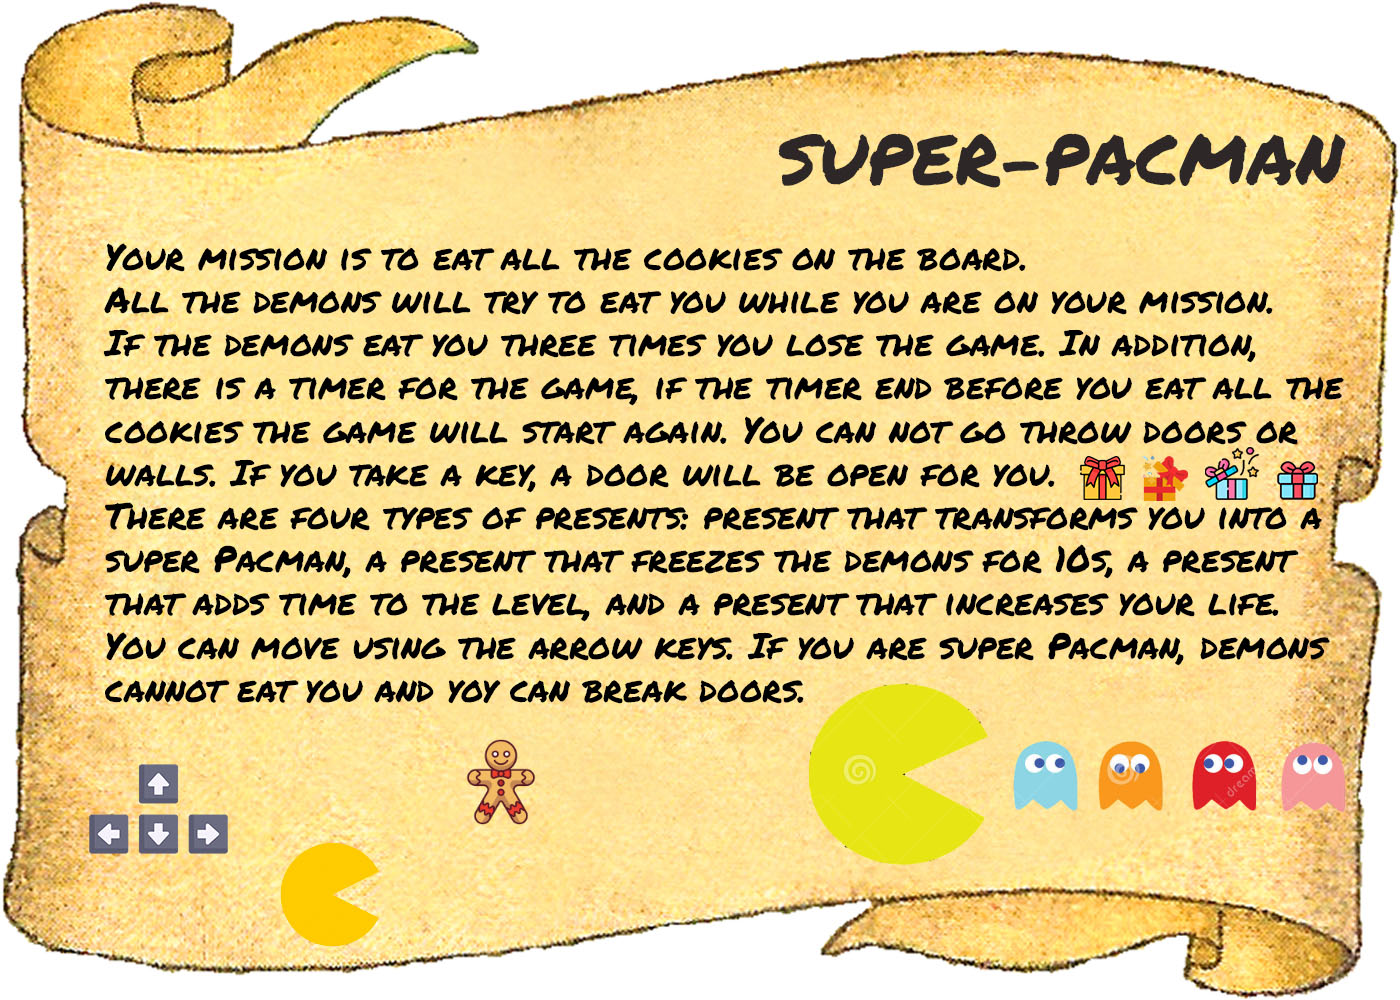 SUPER-PACMAN
YOUR MISSION IS TO EAT ALL THE COOKIES ON THE BOARD.
ALL THE DEMONS WILL TRY TO EAT YOU WHILE YOU ARE ON YOUR MISSION.
IF THE DEMONS EAT YOU THREE TIMES YOU LOSE THE GAME. IN ADDITION,
THERE IS A TIMER FOR THE GAME, IF THE TIMER END BEFORE YOU EAT ALL THE
COOKIES THE GAME WILL START AGAIN. YOU CAN NOT GO THROW DOORS OR
WALLS. IF YOU TAKE A KEY, A DOOR WILL BE OPEN FOR YOU.
THERE ARE FOUR TYPES OF PRESENTS: PRESENT THAT TRANSFORMS YOU INTO A
SUPER PACMAN, A PRESENT THAT FREEZES THE DEMONS FOR 10S, A PRESENT
THAT ADDS TIME TO THE LEVEL, AND A PRESENT THAT INCREASES YOUR LIFE.
YOU CAN MOVE USING THE ARROW KEYS. IF YOU ARE SUPER PACMAN, DEMONS
CANNOT EAT YOU AND YOY CAN BREAK DOORS.